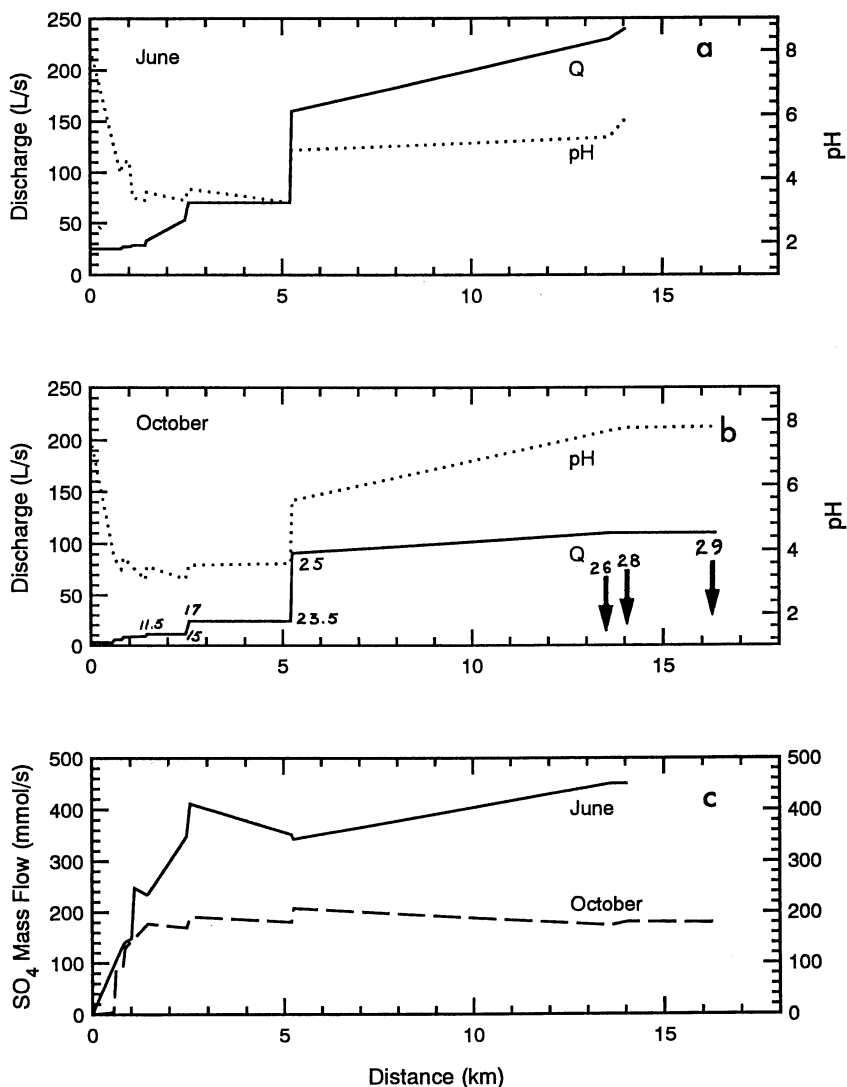 a
June
Q
pH
Discharge (L/s)
pH
250
200
150
100
50
0
8
6
4
2
0 5 10 15
b
October
pH
Q
25
23.5
17
15
11.5
26 28 29
Discharge (L/s)
pH
250
200
150
100
50
0
8
6
4
2
0 5 10 15
c
June
October
SO4 Mass Flow (mmol/s)
500
400
300
200
100
0
500
400
300
200
100
0
0 5 10 15
Distance (km)